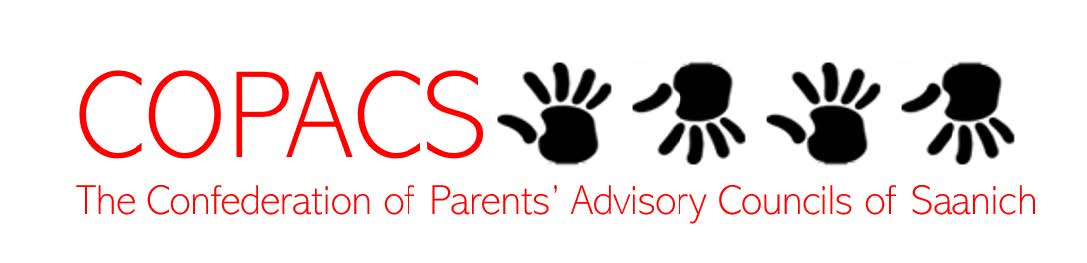 COPACS
The Confederation of Parents’ Advisory Councils of Saanich